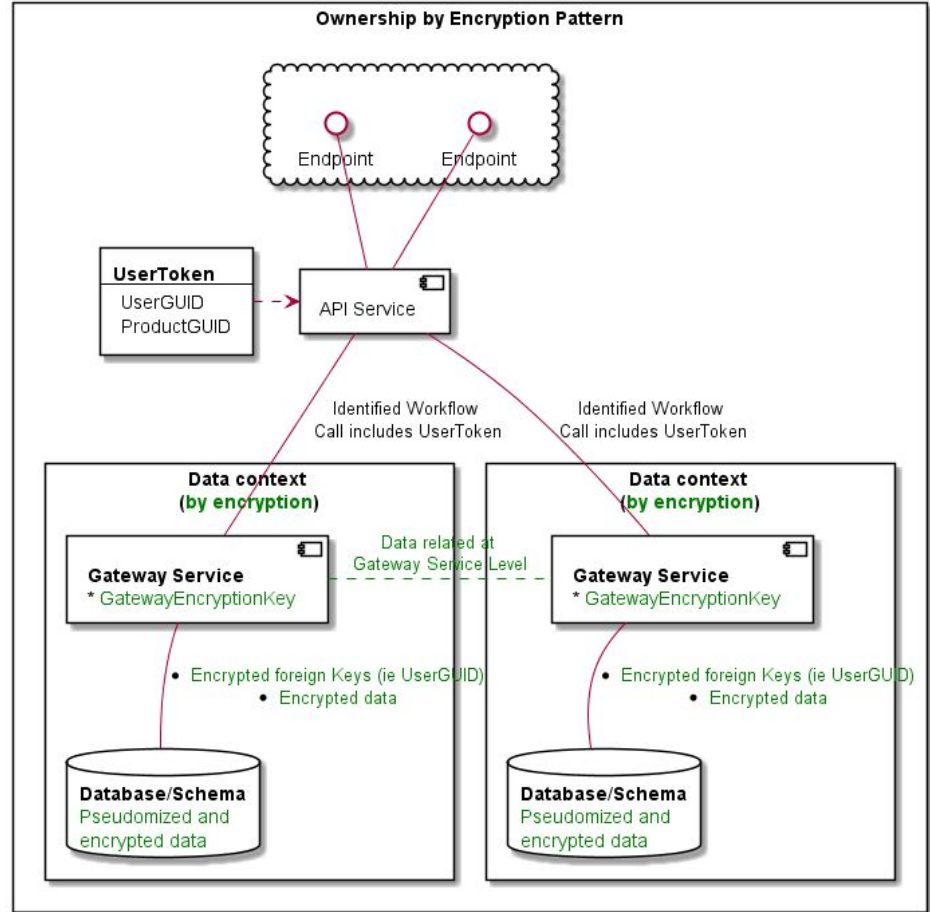 Ownership by Encryption Pattern
Endpoint
Endpoint
UserToken
UserGUID
ProductGUID
API Service
Identified Workflow
Call includes UserToken
Identified Workflow
Call includes UserToken
Data context
(by encryption)
Data context
(by encryption)
Gateway Service
* GatewayEncryptionKey
Data related at
Gateway Service Level
Gateway Service
* GatewayEncryptionKey
• Encrypted foreign Keys (ie UserGUID)
• Encrypted data
• Encrypted foreign Keys (ie UserGUID)
• Encrypted data
Database/Schema
Pseudomized and
encrypted data
Database/Schema
Pseudomized and
encrypted data